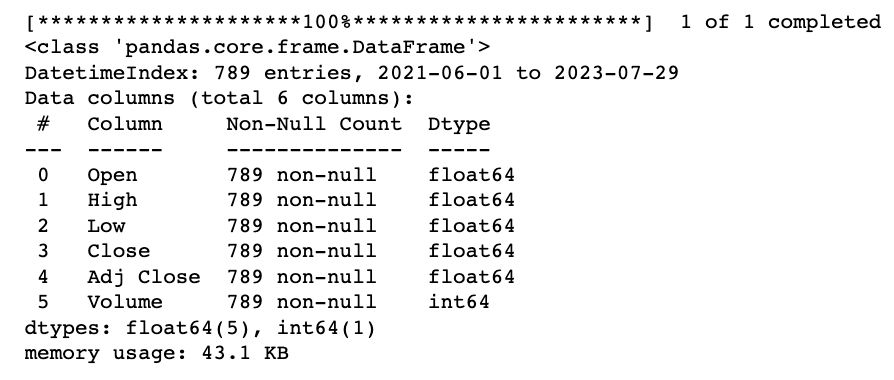 [*********************100%***********************]  1 of 1 completed
<class 'pandas.core.frame.DataFrame'>
DatetimeIndex: 789 entries, 2021-06-01 to 2023-07-29
Data columns (total 6 columns):
 #   Column     Non-Null Count  Dtype
---  ------     --------------  -----
 0   Open       789 non-null    float64
 1   High       789 non-null    float64
 2   Low        789 non-null    float64
 3   Close      789 non-null    float64
 4   Adj Close  789 non-null    float64
 5   Volume     789 non-null    int64
dtypes: float64(5), int64(1)
memory usage: 43.1 KB